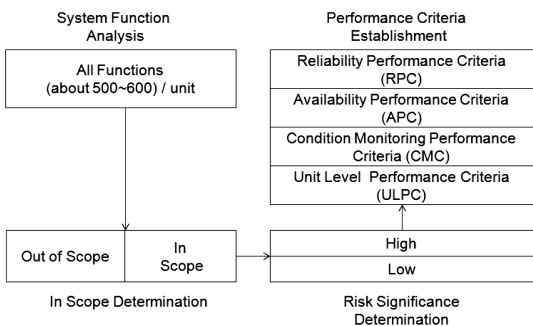 System Function
Analysis
All Functions
(about 500~600) / unit
Performance Criteria
Establishment
Reliability Performance Criteria
(RPC)
Availability Performance Criteria
(APC)
Condition Monitoring Performance
Criteria (CMC)
Unit Level  Performance Criteria
(ULPC)
Out of Scope
In
Scope
High
Low
In Scope Determination
Risk Significance
Determination